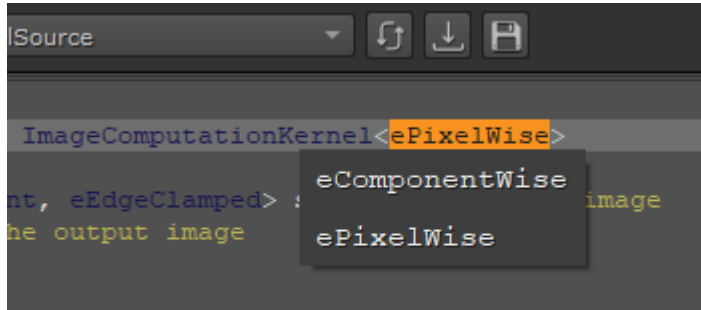 lSource
ImageComputationKernel<ePixelWise>
eComponentWise
nt, eEdgeClamped> image
he output image
ePixelWise